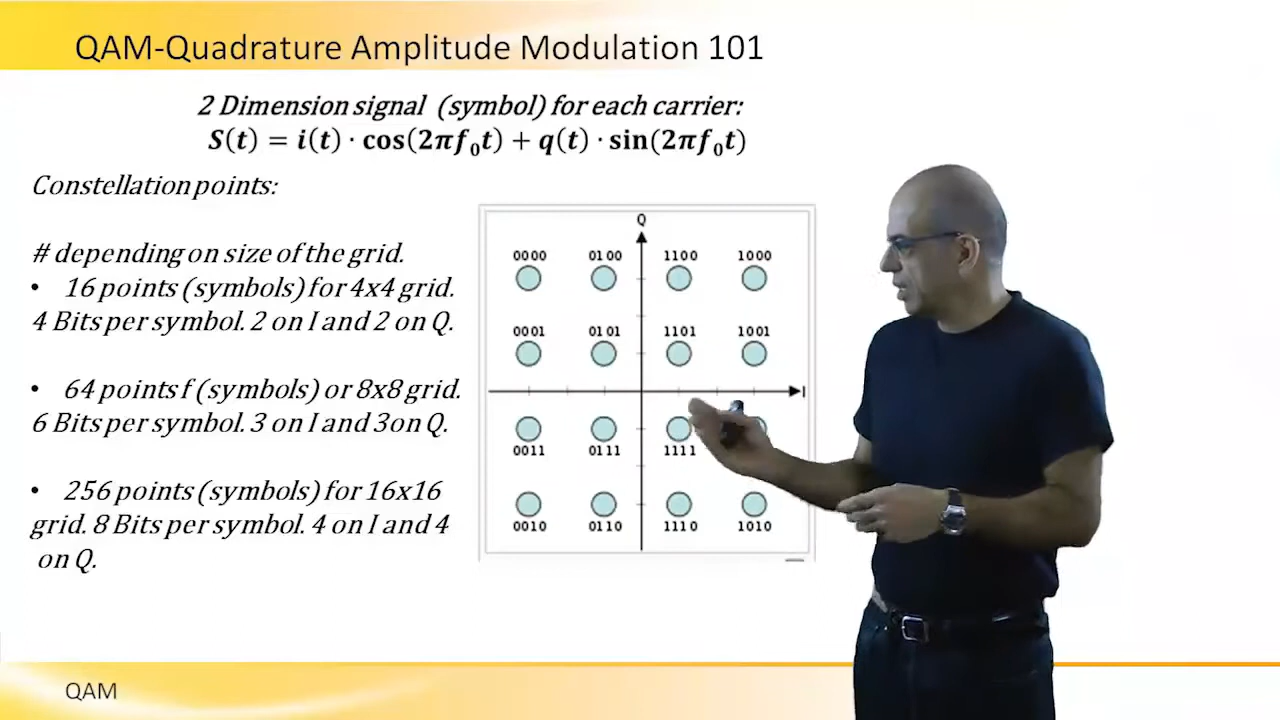 QAM-Quadrature Amplitude Modulation 101
2 Dimension signal (symbol) for each carrier:
S(t) = i(t) · cos(2πf₀t) + q(t) · sin(2πf₀t)
Constellation points:
# depending on size of the grid.
• 16 points (symbols) for 4x4 grid.
4 Bits per symbol. 2 on I and 2 on Q.
• 64 points f (symbols) or 8x8 grid.
6 Bits per symbol. 3 on I and 3on Q.
• 256 points (symbols) for 16x16
grid. 8 Bits per symbol. 4 on I and 4
on Q.
Q
0000 0100 1100 1000
0001 0101 1101 1001
I
0011 0111 1111
0010 0110 1110 1010
QAM